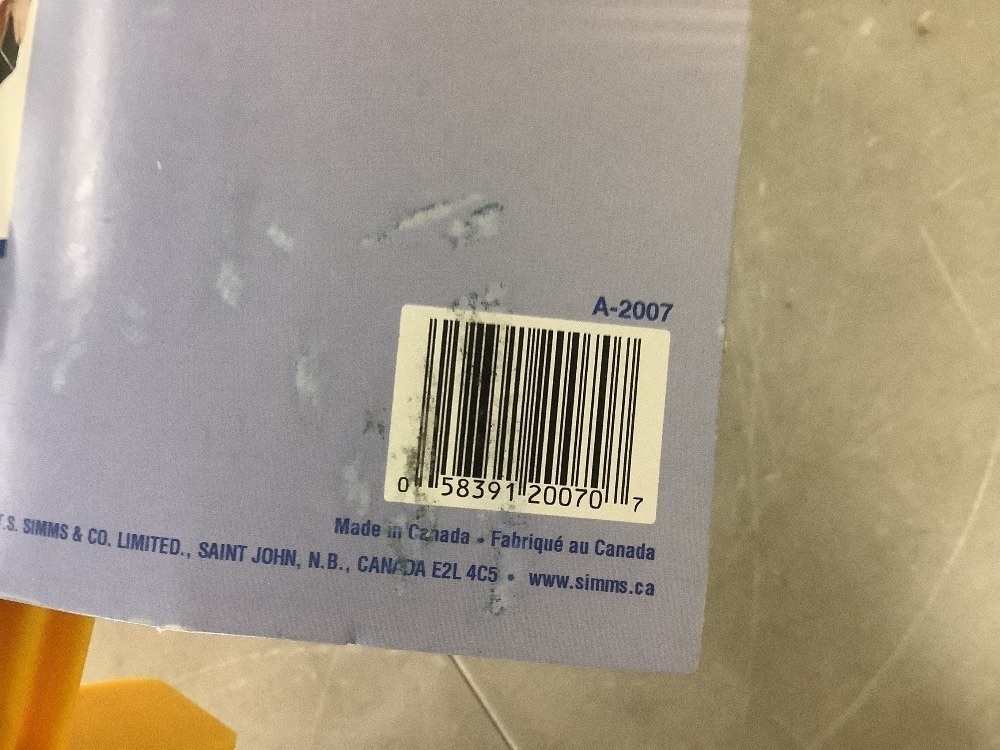 A-2007
0 58391 20070 7
Made in Canada • Fabriqué au Canada
T.S. SIMMS & CO. LIMITED., SAINT JOHN, N.B., CANADA E2L 4C5 • www.simms.ca